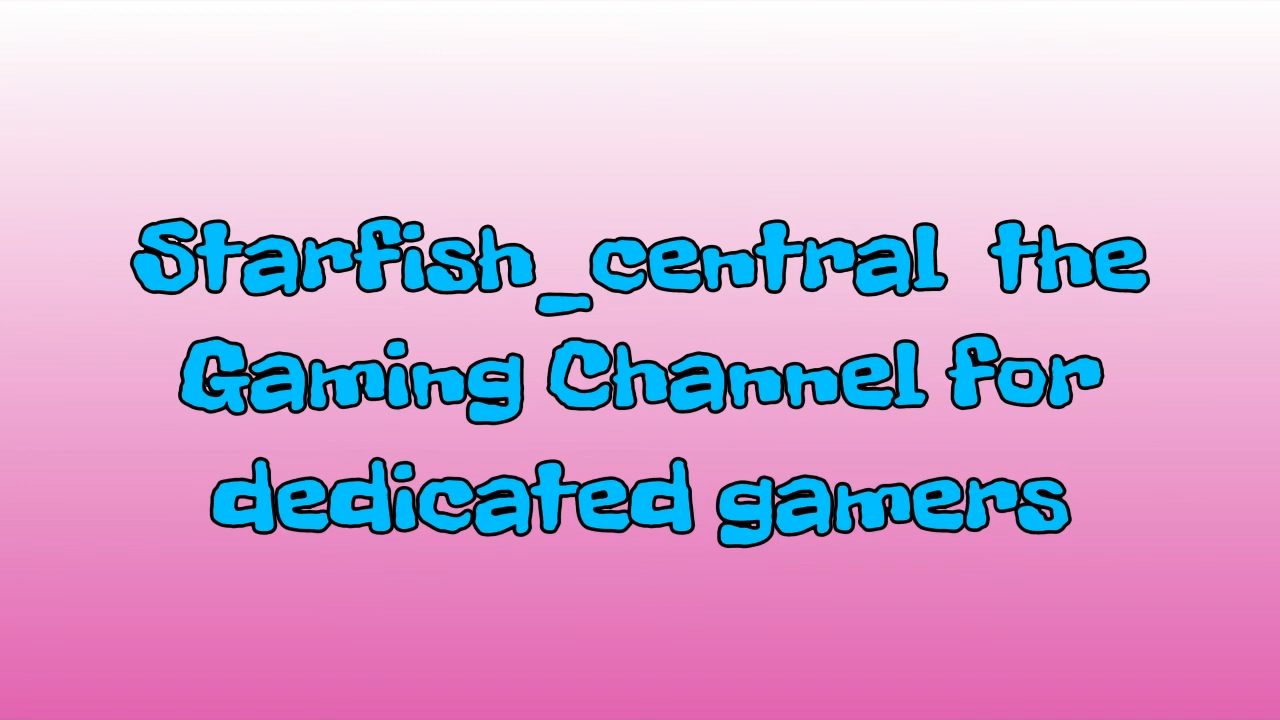 Starfish_central the
Gaming Channel for
dedicated gamers